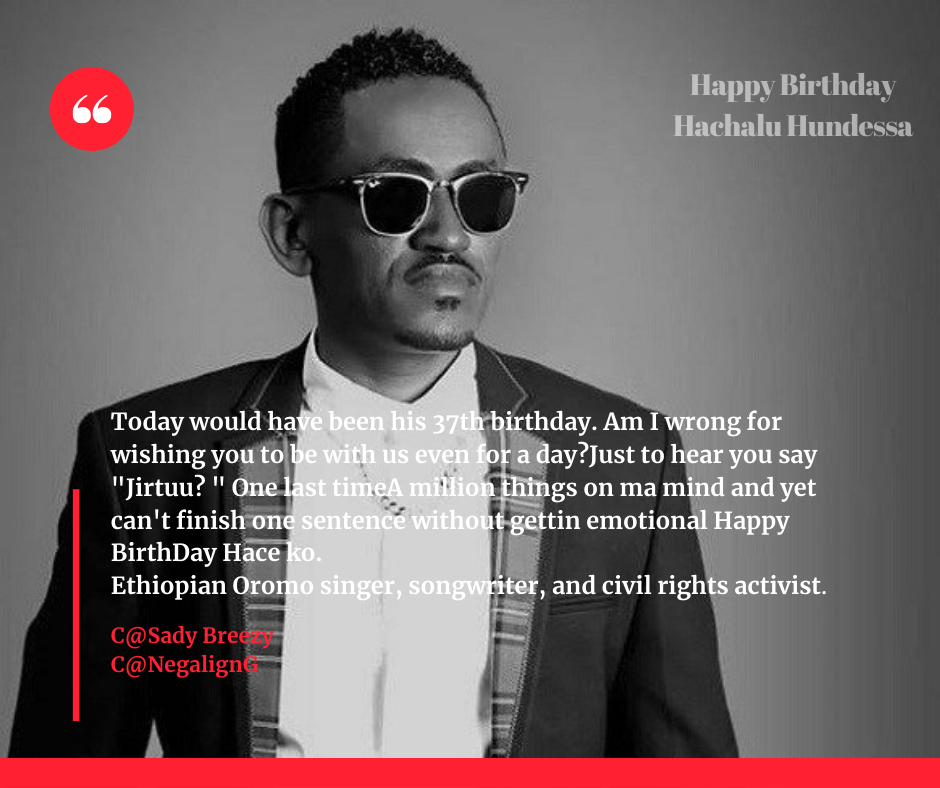 Happy Birthday
Hachalu Hundessa
Today would have been his 37th birthday. Am I wrong for
wishing you to be with us even for a day?Just to hear you say
"Jirtuu? " One last timeA million things on ma mind and yet
can't finish one sentence without gettin emotional Happy
BirthDay Hace ko.
Ethiopian Oromo singer, songwriter, and civil rights activist.
C@Sady Breezy
C@NegalignG